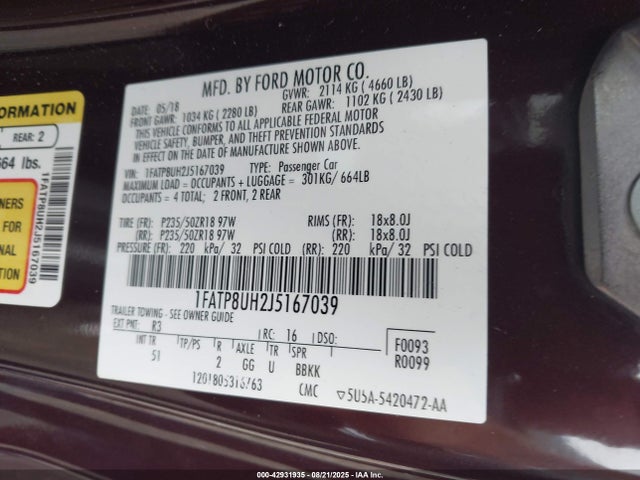 MFD. BY FORD MOTOR CO.
DATE: 05/18 GVWR: 2114 KG ( 4660 LB)
FRONT GAWR: 1034 KG ( 2280 LB) REAR GAWR: 1102 KG ( 2430 LB)
THIS VEHICLE CONFORMS TO ALL APPLICABLE FEDERAL MOTOR
VEHICLE SAFETY, BUMPER, AND THEFT PREVENTION STANDARDS
IN EFFECT ON THE DATE OF MANUFACTURE SHOWN ABOVE.
VIN: 1FATP8UH2J5167039 TYPE: Passenger Car
MAXIMUM LOAD = OCCUPANTS + LUGGAGE = 301KG/ 664LB
OCCUPANTS = 4 TOTAL; 2 FRONT, 2 REAR
TIRE (FR): P235/50ZR18 97W RIMS (FR): 18x8.0J
(RR): P235/50ZR18 97W (RR): 18x8.0J
PRESSURE (FR): 220 kPa/ 32 PSI COLD (RR): 220 kPa/ 32 PSI COLD
1FATP8UH2J5167039
TRAILER TOWING - SEE OWNER GUIDE
EXT PNT: R3 RC: 16 DSO: F0093
INT TR TP/PS R AXLE TR SPR R0099
51 2 GG U BBKK
CMC ▽5U5A-5420472-AA
ORMATION
REAR: 2
664 lbs.
1FATP8UH2J5167039
NERS
FOR
NAL
TION
000-42931935 - 08/21/2025 - IAA Inc.